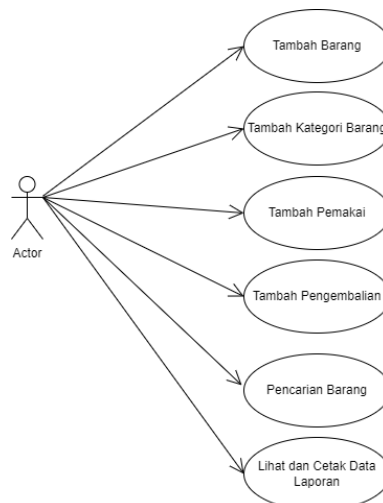 Tambah Barang
Tambah Kategori Barang
Tambah Pemakai
Actor
Tambah Pengembalian
Pencarian Barang
Lihat dan Cetak Data
Laporan